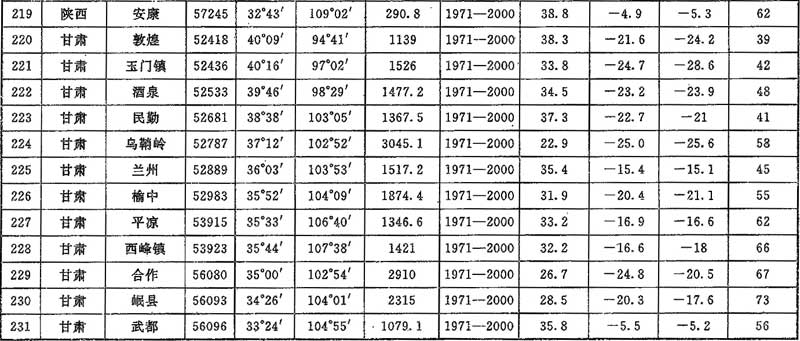 219 陕西 安康 57245 32°43′ 109°02′ 290.8 1971—2000 38.8 −4.9 −5.3 62
220 甘肃 敦煌 52418 40°09′ 94°41′ 1139 1971—2000 38.3 −21.6 −24.2 39
221 甘肃 玉门镇 52436 40°16′ 97°02′ 1526 1971—2000 33.8 −24.7 −28.6 42
222 甘肃 酒泉 52533 39°46′ 98°29′ 1477.2 1971—2000 34.5 −23.2 −23.9 48
223 甘肃 民勤 52681 38°38′ 103°05′ 1367.5 1971—2000 37.3 −22.7 −21 41
224 甘肃 乌鞘岭 52787 37°12′ 102°52′ 3045.1 1971—2000 22.9 −25.0 −25.6 58
225 甘肃 兰州 52889 36°03′ 103°53′ 1517.2 1971—2000 35.4 −15.4 −15.1 45
226 甘肃 榆中 52983 35°52′ 104°09′ 1874.4 1971—2000 31.9 −20.4 −21.1 55
227 甘肃 平凉 53915 35°33′ 106°40′ 1346.6 1971—2000 33.2 −16.9 −16.6 62
228 甘肃 西峰镇 53923 35°44′ 107°38′ 1421 1971—2000 32.2 −16.6 −18 66
229 甘肃 合作 56080 35°00′ 102°54′ 2910 1971—2000 26.7 −24.8 −20.5 67
230 甘肃 岷县 56093 34°26′ 104°01′ 2315 1971—2000 28.5 −20.3 −17.6 73
231 甘肃 武都 56096 33°24′ 104°55′ 1079.1 1971—2000 35.8 −5.5 −5.2 56